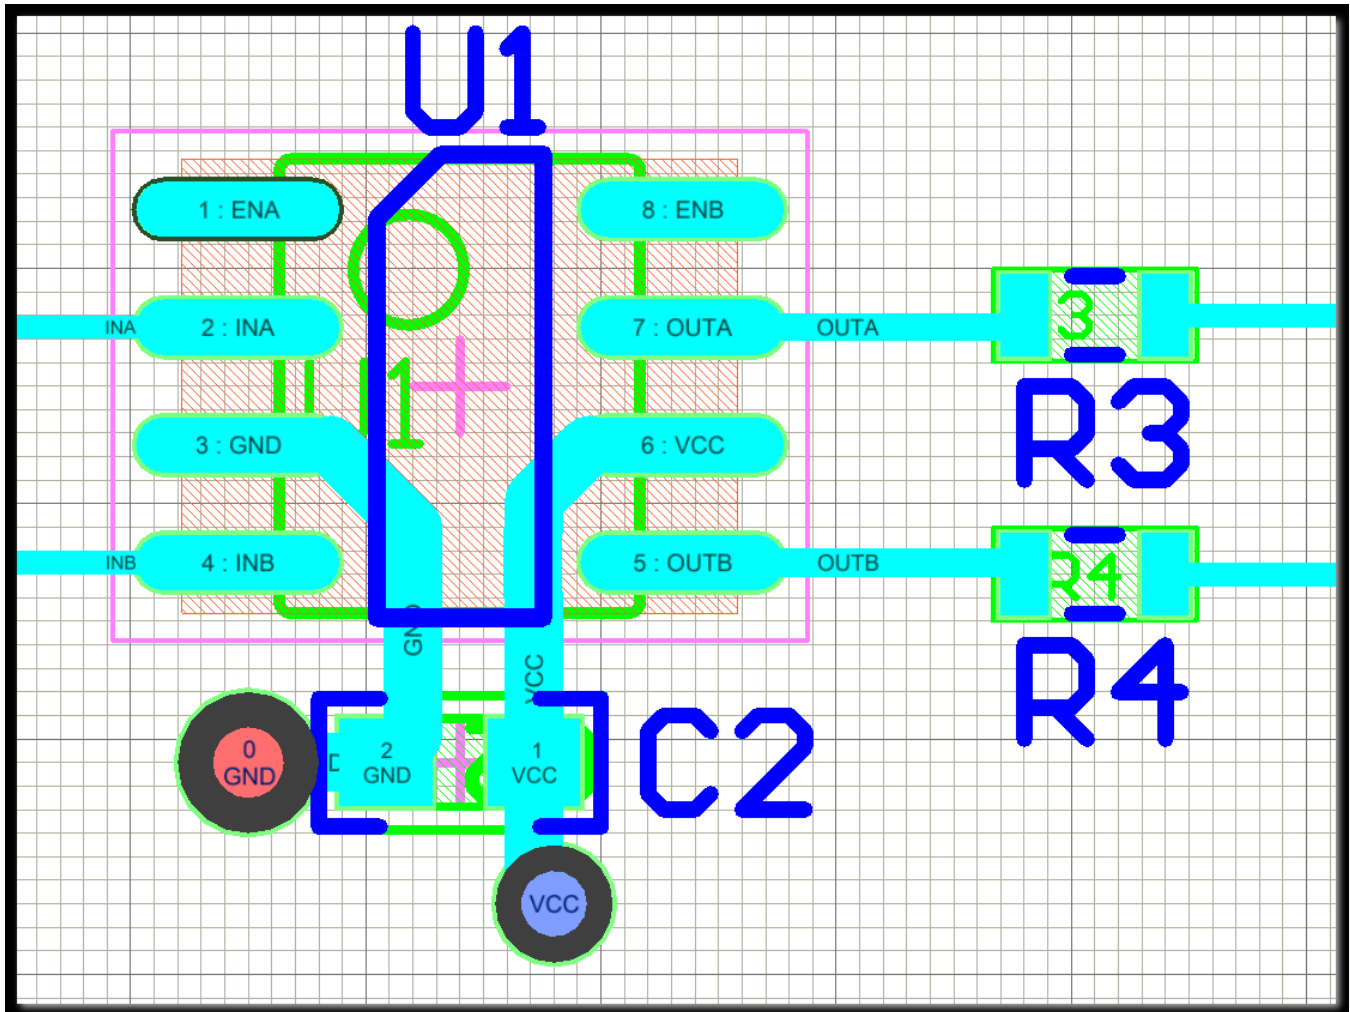 U1
1 : ENA
8 : ENB
INA
2 : INA
7 : OUTA
OUTA
3
R3
1
3 : GND
6 : VCC
INB
4 : INB
5 : OUTB
OUTB
R4
R4
GND
VCC
0
GND
2
GND
1
VCC
C2
VCC